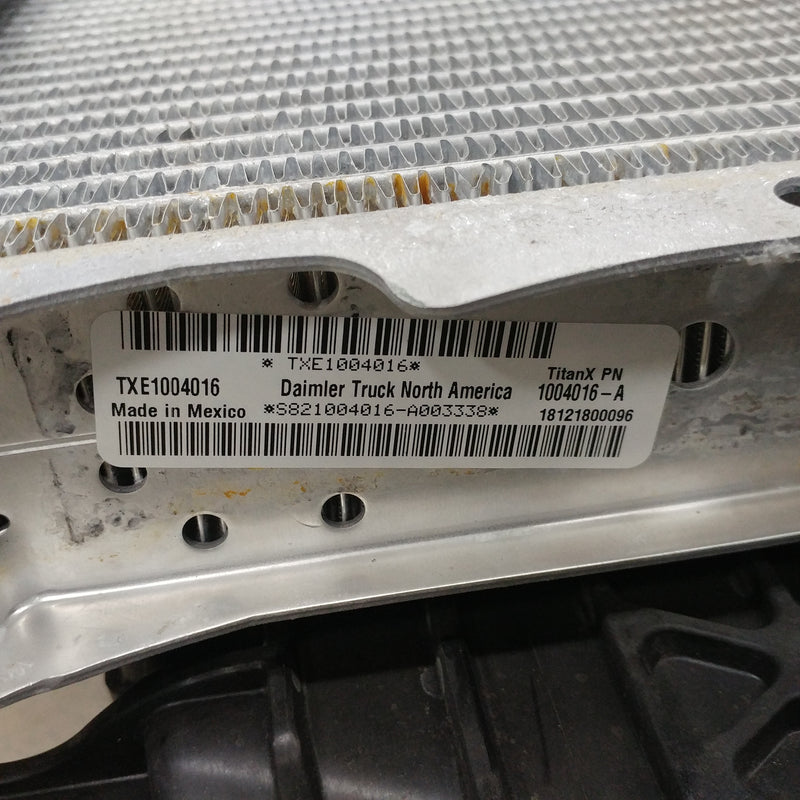 * TXE1004016*
TitanX PN
TXE1004016 Daimler Truck North America 1004016-A
Made in Mexico *S821004016-A003338* 18121800096